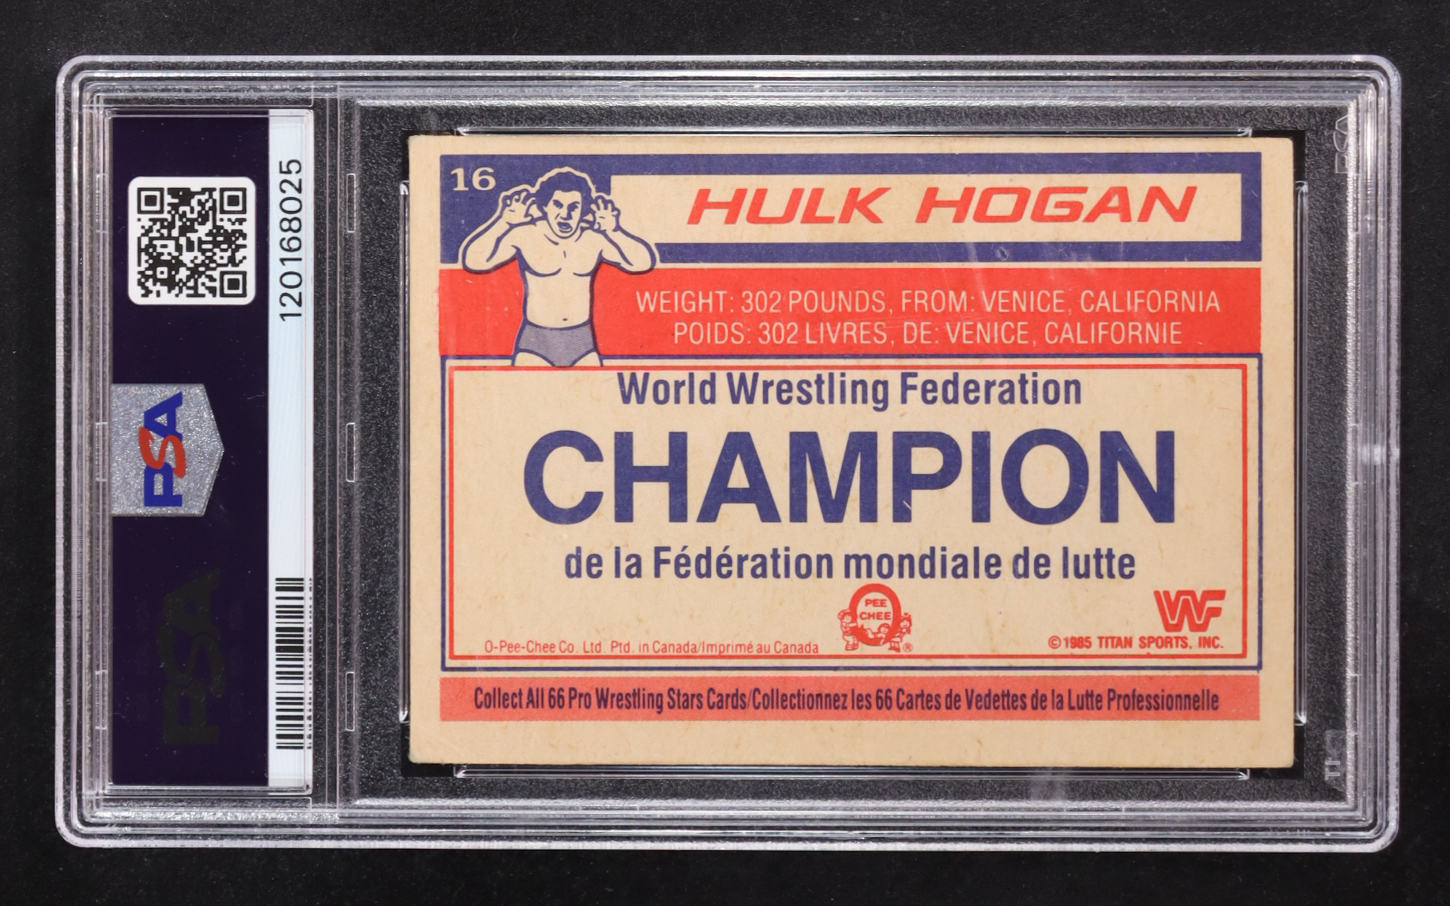 120168025
PSA
PSA
16
HULK HOGAN
WEIGHT: 302 POUNDS, FROM: VENICE, CALIFORNIA
POIDS: 302 LIVRES, DE: VENICE, CALIFORNIE
World Wrestling Federation
CHAMPION
de la Fédération mondiale de lutte
PEE
CHEE
®
WF
O-Pee-Chee Co. Ltd. Ptd. in Canada/Imprimé au Canada
©1985 TITAN SPORTS, INC.
Collect All 66 Pro Wrestling Stars Cards/Collectionnez les 66 Cartes de Vedettes de la Lutte Professionnelle
PSA